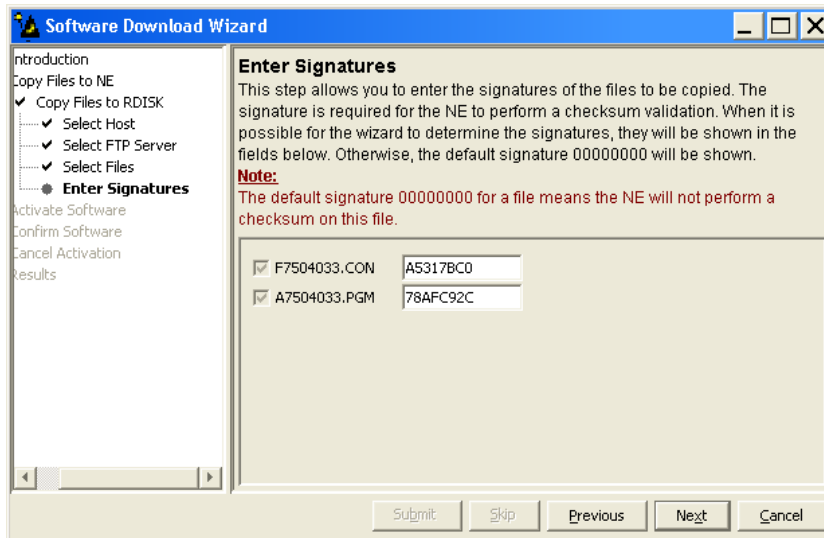 Software Download Wizard
ntroduction
Copy Files to NE
Copy Files to RDISK
Select Host
Select FTP Server
Select Files
Enter Signatures
Activate Software
Confirm Software
Cancel Activation
Results
Enter Signatures
This step allows you to enter the signatures of the files to be copied. The
signature is required for the NE to perform a checksum validation. When it is
possible for the wizard to determine the signatures, they will be shown in the
fields below. Otherwise, the default signature 00000000 will be shown.
Note:
The default signature 00000000 for a file means the NE will not perform a
checksum on this file.
F7504033.CON A5317BC0
A7504033.PGM 78AFC92C
Submit Skip Previous Next Cancel